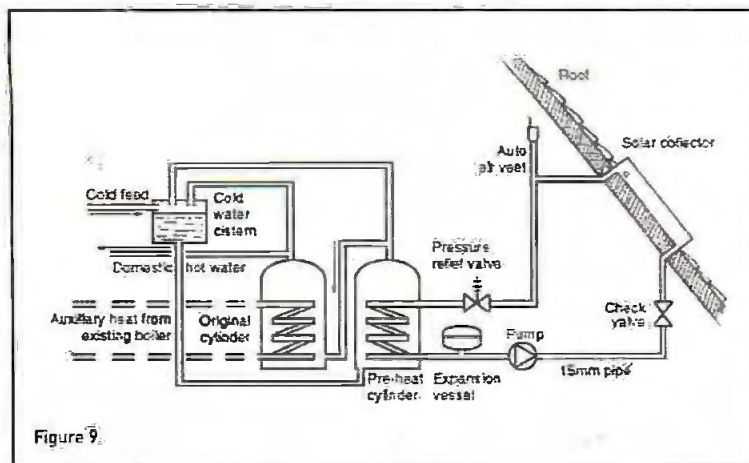 Roof
Solar collector
Auto
air vent
Cold feed
Cold
water
cistern
Pressure
relief valve
Domestic hot water
Check
valve
Auxiliary heat from
existing boiler
Original
cylinder
Pump
Pre-heat
cylinder
Expansion
vessel
15mm pipe
Figure 9